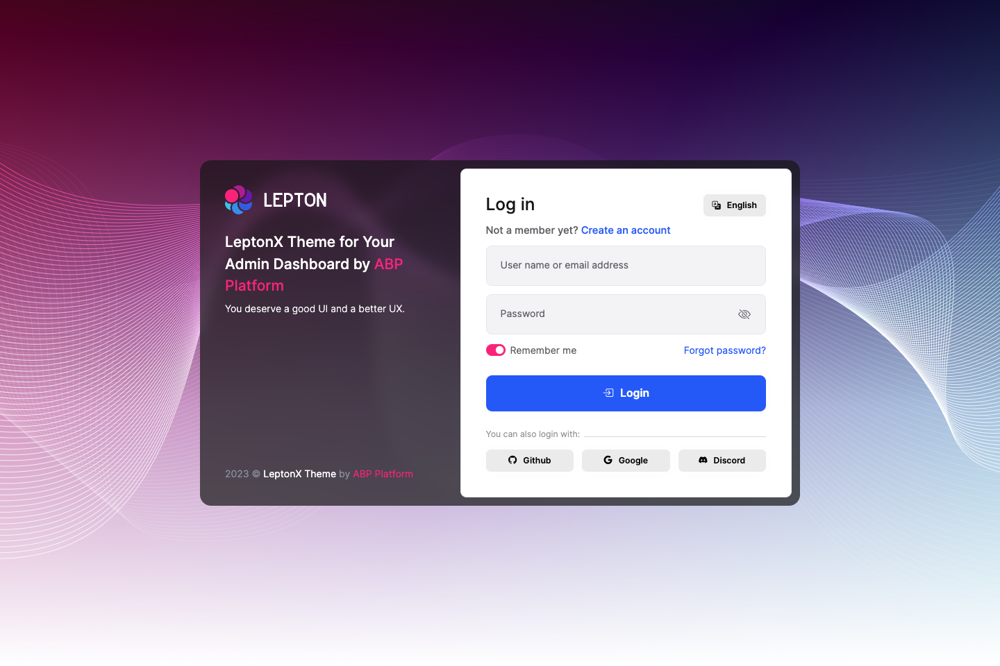 LEPTON
LeptonX Theme for Your
Admin Dashboard by ABP
Platform
You deserve a good UI and a better UX.
2023 © LeptonX Theme by ABP Platform
Log in
English
Not a member yet? Create an account
User name or email address
Password
Remember me
Forgot password?
Login
You can also login with:
Github
Google
Discord